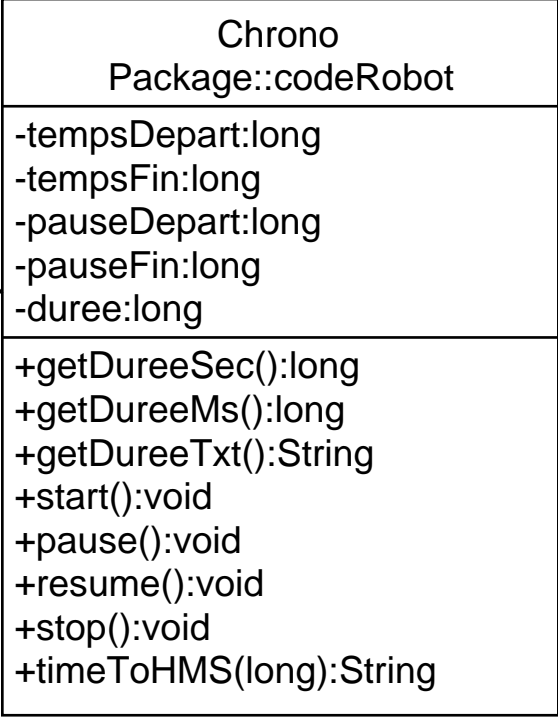 Chrono
Package::codeRobot
-tempsDepart:long
-tempsFin:long
-pauseDepart:long
-pauseFin:long
-duree:long
+getDureeSec():long
+getDureeMs():long
+getDureeTxt():String
+start():void
+pause():void
+resume():void
+stop():void
+timeToHMS(long):String